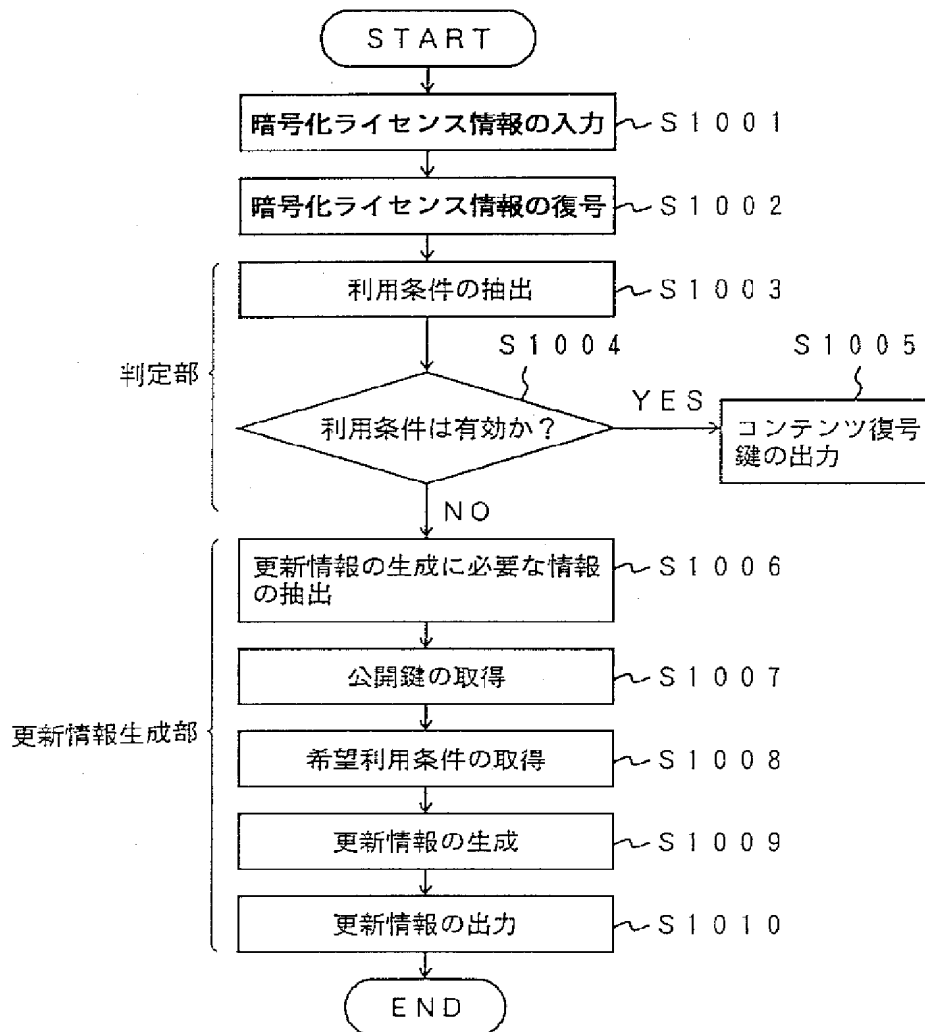 START
暗号化ライセンス情報の入力
S1001
暗号化ライセンス情報の復号
S1002
利用条件の抽出
S1003
判定部
S1004
利用条件は有効か？
YES
S1005
コンテンツ復号
鍵の出力
NO
更新情報の生成に必要な情報
の抽出
S1006
公開鍵の取得
S1007
更新情報生成部
希望利用条件の取得
S1008
更新情報の生成
S1009
更新情報の出力
S1010
END